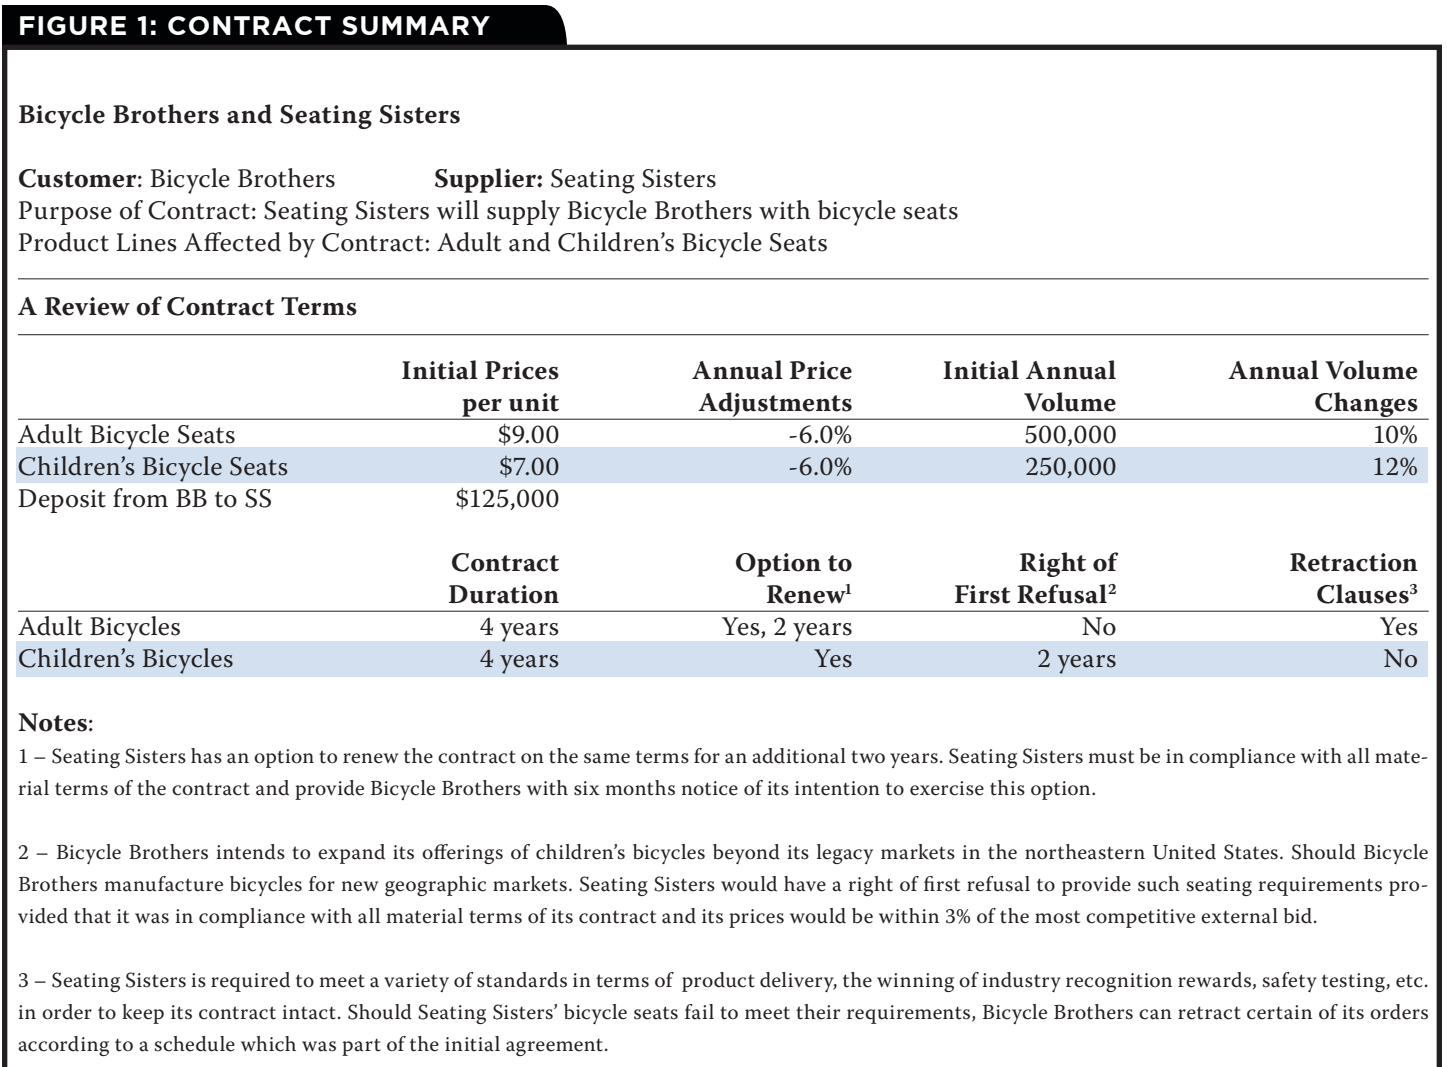 FIGURE 1: CONTRACT SUMMARY
Bicycle Brothers and Seating Sisters
Customer: Bicycle Brothers Supplier: Seating Sisters
Purpose of Contract: Seating Sisters will supply Bicycle Brothers with bicycle seats
Product Lines Affected by Contract: Adult and Children’s Bicycle Seats
A Review of Contract Terms
Initial Prices Annual Price Initial Annual Annual Volume
per unit Adjustments Volume Changes
Adult Bicycle Seats $9.00 -6.0% 500,000 10%
Children’s Bicycle Seats $7.00 -6.0% 250,000 12%
Deposit from BB to SS $125,000
Contract Option to Right of Retraction
Duration Renew¹ First Refusal² Clauses³
Adult Bicycles 4 years Yes, 2 years No Yes
Children’s Bicycles 4 years Yes 2 years No
Notes:
1 – Seating Sisters has an option to renew the contract on the same terms for an additional two years. Seating Sisters must be in compliance with all mate-
rial terms of the contract and provide Bicycle Brothers with six months notice of its intention to exercise this option.
2 – Bicycle Brothers intends to expand its offerings of children’s bicycles beyond its legacy markets in the northeastern United States. Should Bicycle
Brothers manufacture bicycles for new geographic markets. Seating Sisters would have a right of first refusal to provide such seating requirements pro-
vided that it was in compliance with all material terms of its contract and its prices would be within 3% of the most competitive external bid.
3 – Seating Sisters is required to meet a variety of standards in terms of product delivery, the winning of industry recognition rewards, safety testing, etc.
in order to keep its contract intact. Should Seating Sisters’ bicycle seats fail to meet their requirements, Bicycle Brothers can retract certain of its orders
according to a schedule which was part of the initial agreement.